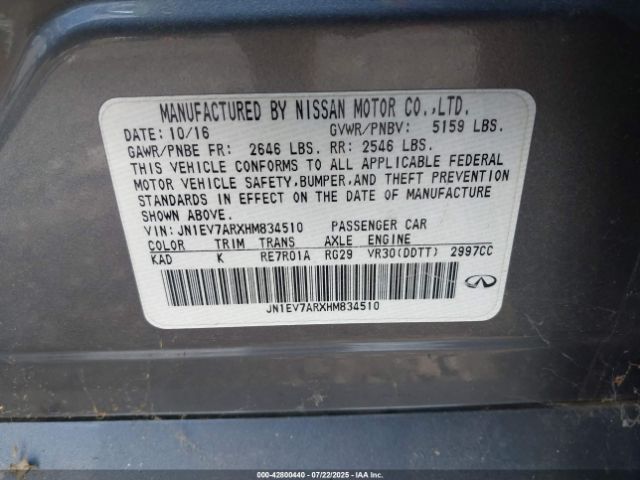 MANUFACTURED BY NISSAN MOTOR CO.,LTD.
DATE: 10/16 GVWR/PNBV: 5159 LBS.
GAWR/PNBE FR: 2646 LBS. RR: 2546 LBS.
THIS VEHICLE CONFORMS TO ALL APPLICABLE FEDERAL
MOTOR VEHICLE SAFETY,BUMPER,AND THEFT PREVENTION
STANDARDS IN EFFECT ON THE DATE OF MANUFACTURE
SHOWN ABOVE.
VIN: JN1EV7ARXHM834510 PASSENGER CAR
COLOR TRIM TRANS AXLE ENGINE
KAD K RE7R01A RG29 VR30(DDTT) 2997CC
JN1EV7ARXHM834510
000-42800440 - 07/22/2025 - IAAI.COM